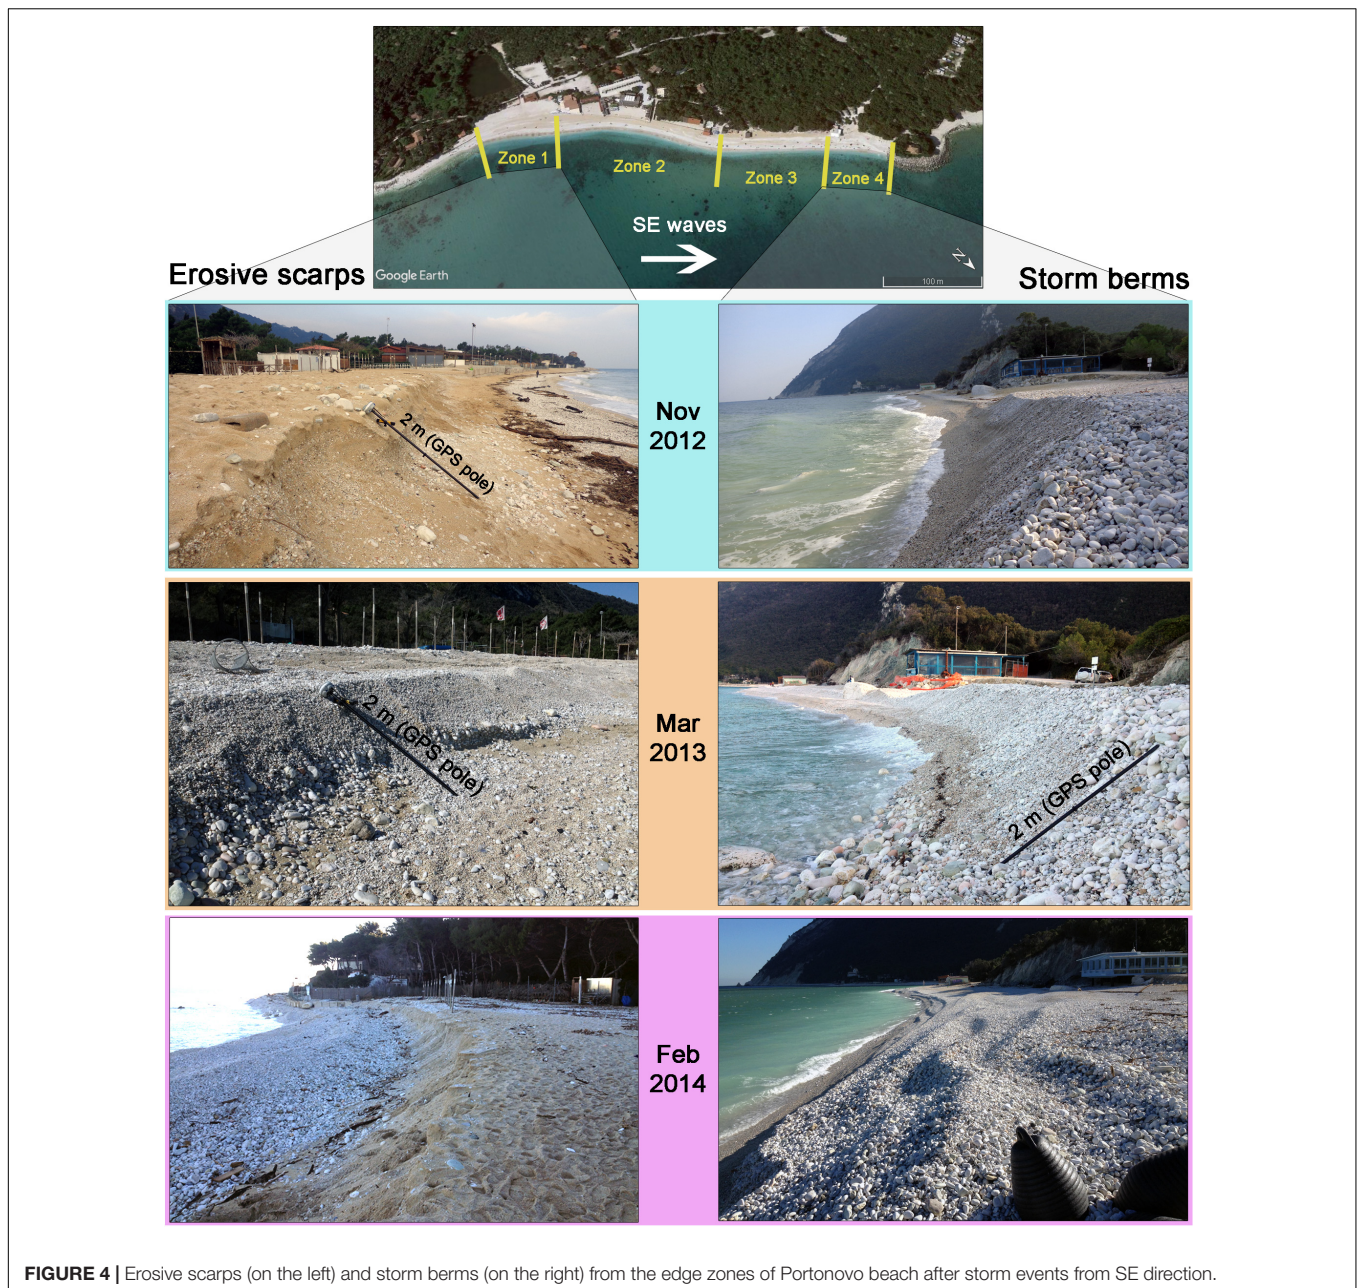 Zone 1
Zone 2
Zone 3
Zone 4
SE waves
N
Google Earth
100 m
Erosive scarps
Storm berms
2 m (GPS pole)
Nov
2012
2 m (GPS pole)
Mar
2013
2 m (GPS pole)
Feb
2014
FIGURE 4 | Erosive scarps (on the left) and storm berms (on the right) from the edge zones of Portonovo beach after storm events from SE direction.